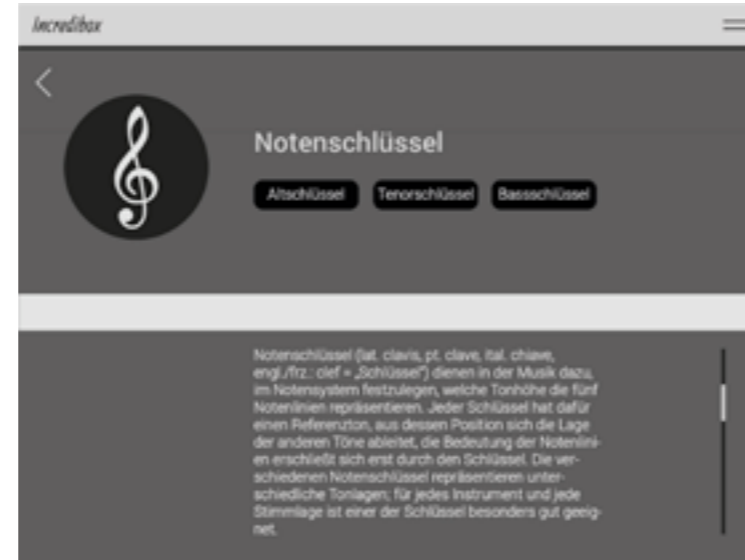 Incredibox
Notenschlüssel
Altschlüssel Tenorschlüssel Bassschlüssel
Notenschlüssel (lat. clavis, pt. clave, ital. chiave,
engl./frz.: clef = „Schlüssel") dienen in der Musik dazu,
im Notensystem festzulegen, welche Tonhöhe die fünf
Notenlinien repräsentieren. Jeder Schlüssel hat dafür
einen Referenzton, aus dessen Position sich die Lage
der anderen Töne ableitet, die Bedeutung der Notenlini-
en erschließt sich erst durch den Schlüssel. Die ver-
schiedenen Notenschlüssel repräsentieren unter-
schiedliche Tonlagen; für jedes Instrument und jede
Stimmlage ist einer der Schlüssel besonders gut geeig-
net.